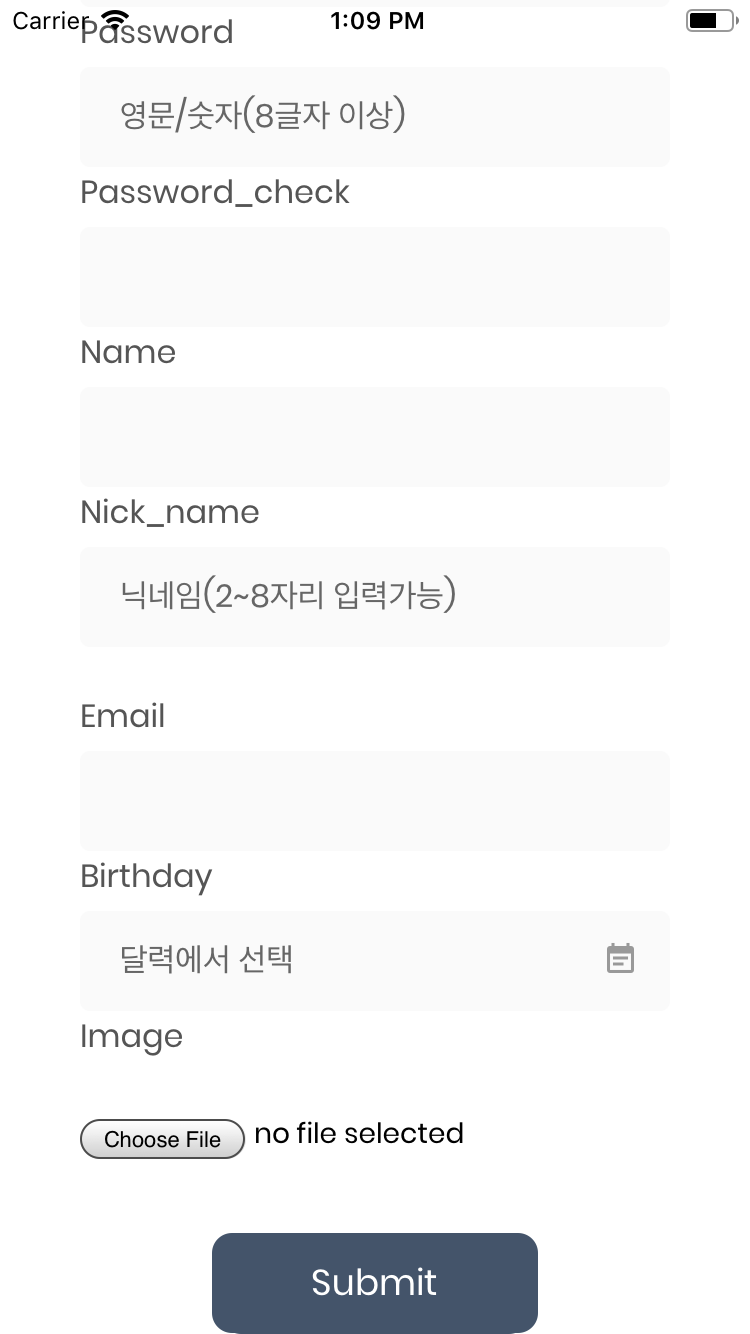 Carrier 1:09 PM
Password
영문/숫자(8글자 이상)
Password_check
Name
Nick_name
닉네임(2~8자리 입력가능)
Email
Birthday
달력에서 선택
Image
Choose File no file selected
Submit